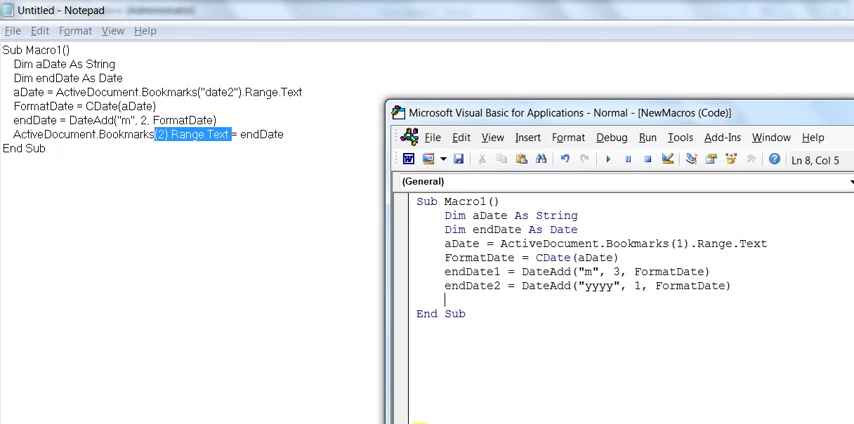 Untitled - Notepad
File Edit Format View Help
Sub Macro1()
Dim aDate As String
Dim endDate As Date
aDate = ActiveDocument.Bookmarks("date2").Range.Text
FormatDate = CDate(aDate)
endDate = DateAdd("m", 2, FormatDate)
ActiveDocument.Bookmarks(2).Range.Text = endDate
End Sub
Microsoft Visual Basic for Applications - Normal - [NewMacros (Code)]
File Edit View Insert Format Debug Run Tools Add-Ins Window Help
Ln 8, Col 5
(General)
Sub Macro1()
Dim aDate As String
Dim endDate As Date
aDate = ActiveDocument.Bookmarks(1).Range.Text
FormatDate = CDate(aDate)
endDate1 = DateAdd("m", 3, FormatDate)
endDate2 = DateAdd("yyyy", 1, FormatDate)
End Sub